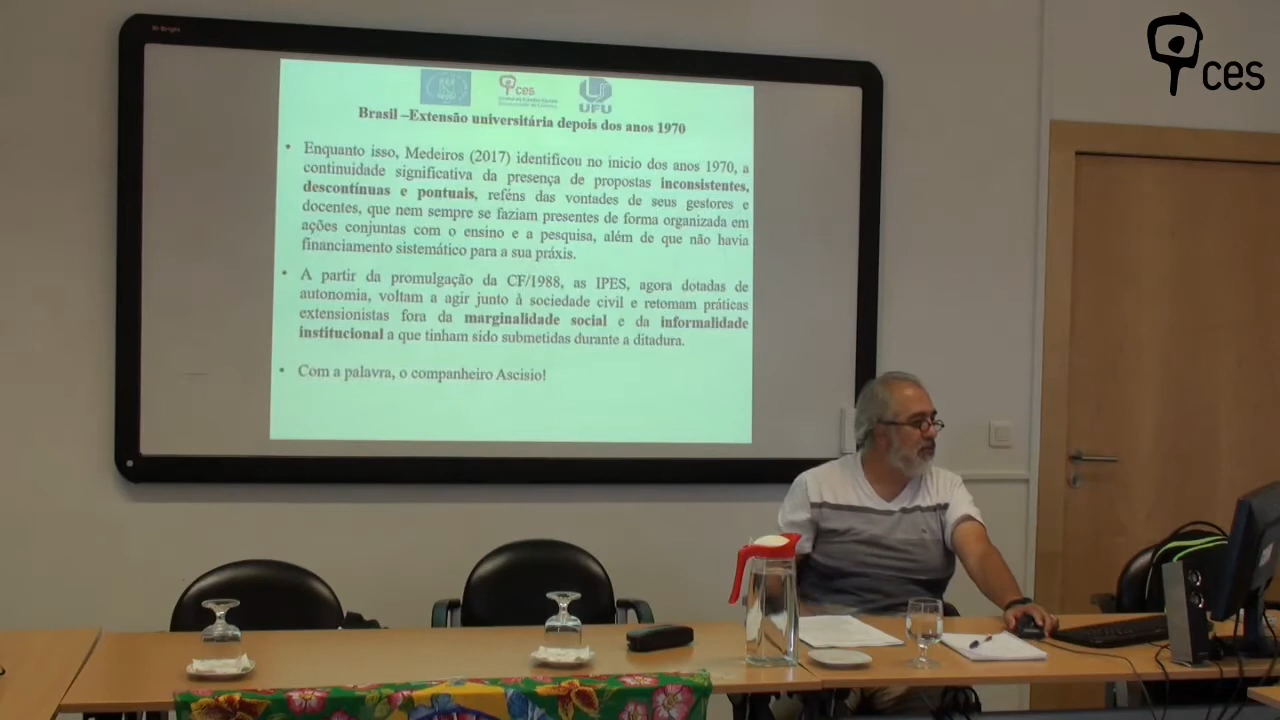 ces
ces
UFU
Brasil –Extensão universitária depois dos anos 1970
• Enquanto isso, Medeiros (2017) identificou no inicio dos anos 1970, a
continuidade significativa da presença de propostas inconsistentes,
descontínuas e pontuais, reféns das vontades de seus gestores e
docentes, que nem sempre se faziam presentes de forma organizada em
ações conjuntas com o ensino e a pesquisa, além de que não havia
financiamento sistemático para a sua práxis.
• A partir da promulgação da CF/1988, as IPES, agora dotadas de
autonomia, voltam a agir junto à sociedade civil e retomam práticas
extensionistas fora da marginalidade social e da informalidade
institucional a que tinham sido submetidas durante a ditadura.
• Com a palavra, o companheiro Ascisio!